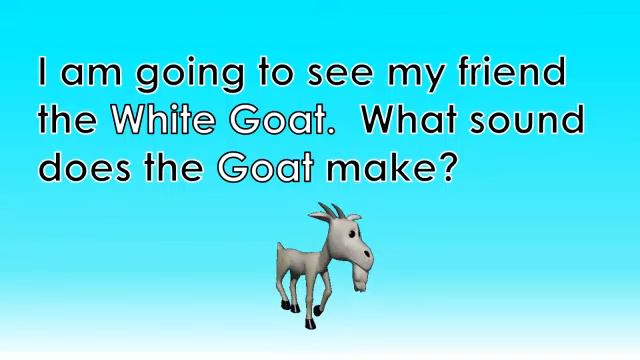 I am going to see my friend
the White Goat.  What sound
does the Goat make?